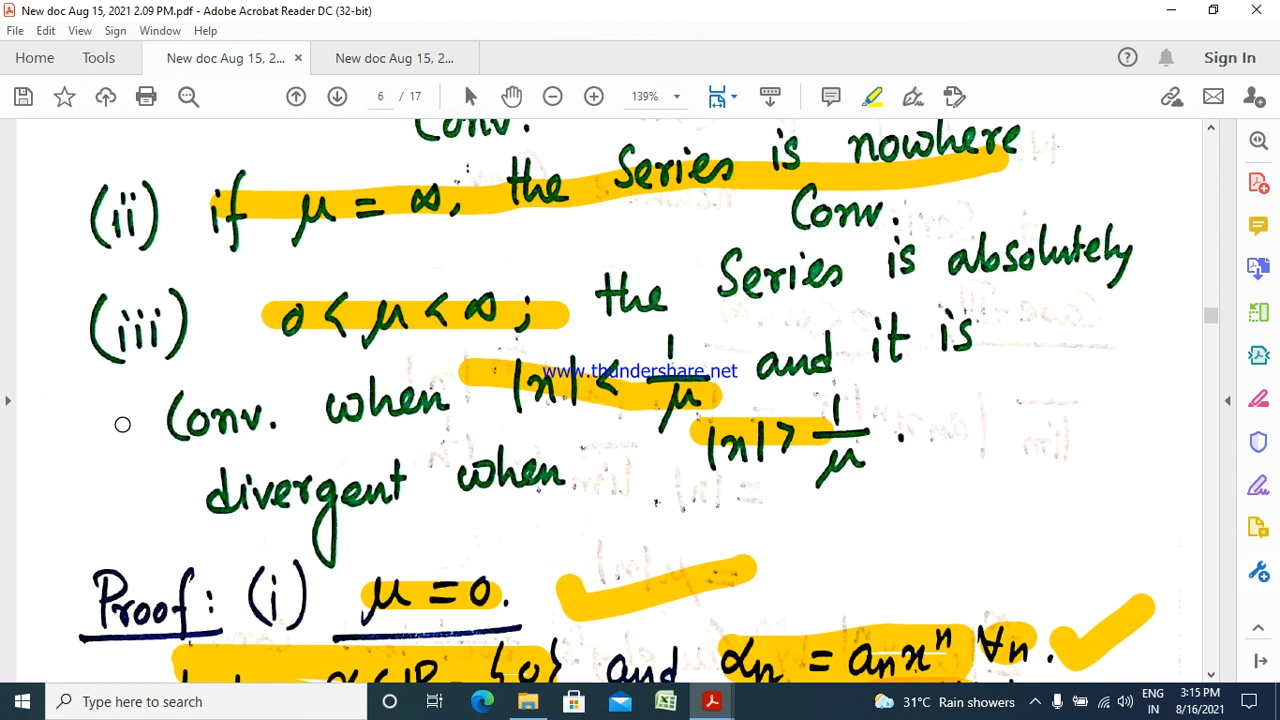 New doc Aug 15, 2021 2.09 PM.pdf - Adobe Acrobat Reader DC (32-bit)
File Edit View Sign Window Help
Home Tools New doc Aug 15, 2... × New doc Aug 15, 2... Sign In
6 / 17 139%
Conv.
(ii) if μ = ∞, the Series is nowhere
Conv.
(iii) 0 < μ < ∞; the Series is absolutely
Conv. when |x| < 1/μ and it is
www.thundershare.net
divergent when |x| > 1/μ.
Proof: (i) μ = 0.
{0} and αn = anx^n ∀n.
Type here to search
31°C Rain showers
ENG
IN
3:15 PM
8/16/2021